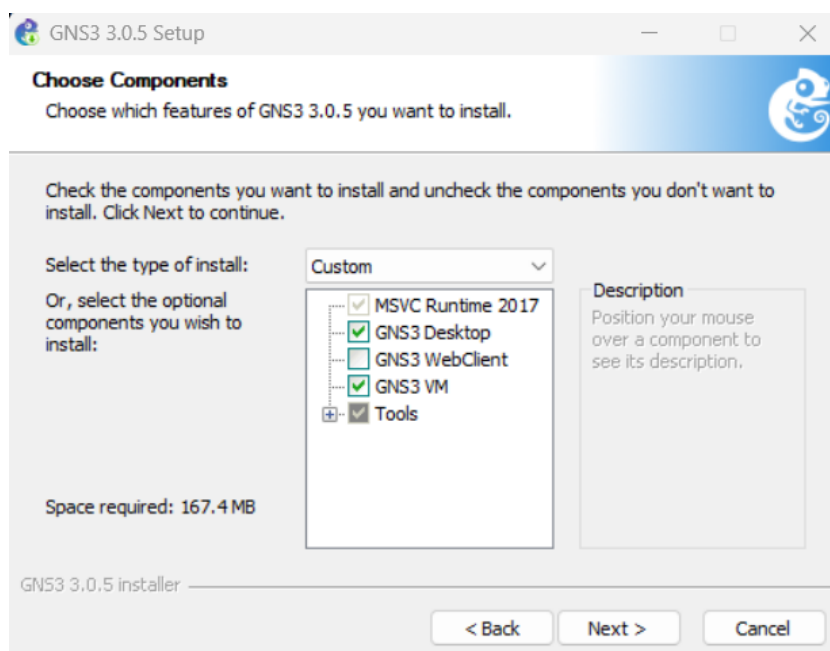 GNS3 3.0.5 Setup
Choose Components
Choose which features of GNS3 3.0.5 you want to install.
Check the components you want to install and uncheck the components you don't want to
install. Click Next to continue.
Select the type of install:
Custom
Or, select the optional
components you wish to
install:
MSVC Runtime 2017
GNS3 Desktop
GNS3 WebClient
GNS3 VM
Tools
Description
Position your mouse
over a component to
see its description.
Space required: 167.4 MB
GNS3 3.0.5 installer
< Back
Next >
Cancel